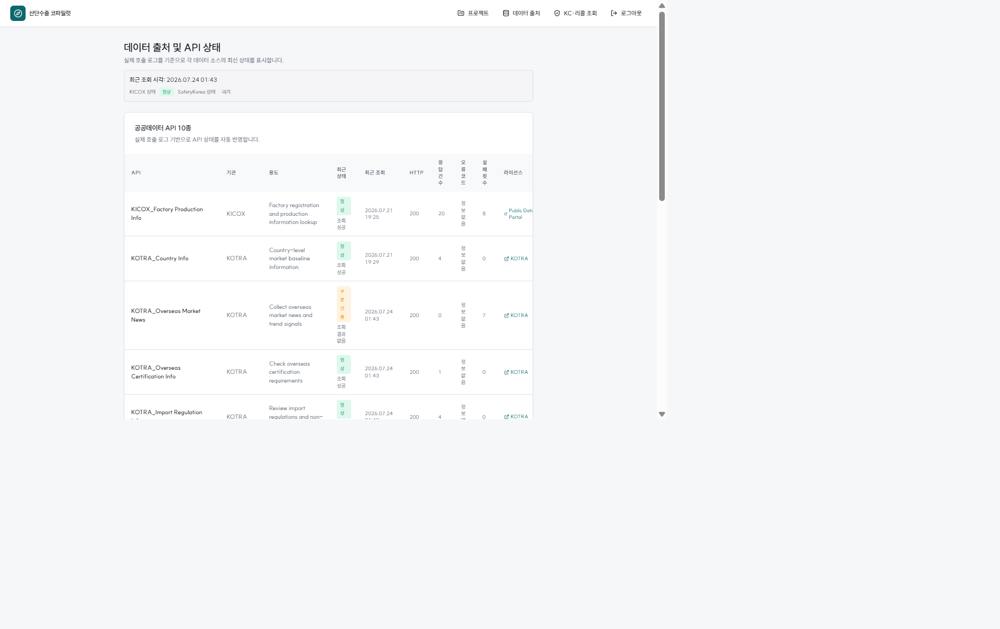 산단수출 코파일럿
프로젝트
데이터 출처
KC·리콜 조회
로그아웃
데이터 출처 및 API 상태
실제 호출 로그를 기준으로 각 데이터 소스의 최신 상태를 표시합니다.
최근 조회 시각: 2026.07.24 01:43
KICOX 상태 정상 SafetyKorea 상태 대기
공공데이터 API 10종
실제 호출 로그 기반으로 API 상태를 자동 반영합니다.
API
기관
용도
최근
상태
최근 조회
HTTP
응
답
건
수
오
류
코
드
실
패
횟
수
라이선스
KICOX_Factory Production
Info
KICOX
Factory registration
and production
information lookup
정
상
조회
성공
2026.07.21
19:25
200
20
정
보
없
음
8
Public Data
Portal
KOTRA_Country Info
KOTRA
Country-level
market baseline
information
정
상
조회
성공
2026.07.21
19:29
200
4
정
보
없
음
0
KOTRA
KOTRA_Overseas Market
News
KOTRA
Collect overseas
market news and
trend signals
부
분
산
출
조회
결과
없음
2026.07.24
01:43
200
0
정
보
없
음
7
KOTRA
KOTRA_Overseas
Certification Info
KOTRA
Check overseas
certification
requirements
정
상
조회
성공
2026.07.24
01:43
200
1
정
보
없
음
0
KOTRA
KOTRA_Import Regulation
KOTRA
Review import
regulations and non-
정
상
2026.07.24
200
4
정
보
0
KOTRA